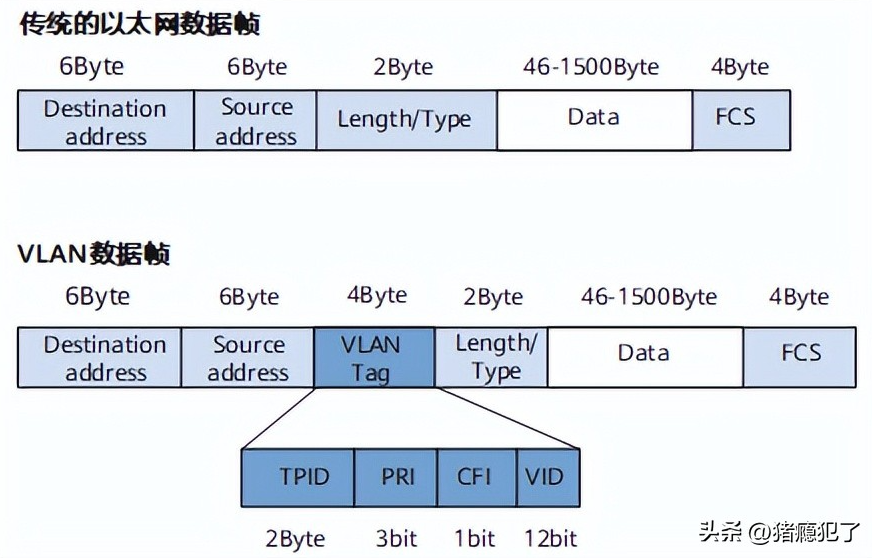 传统的以太网数据帧
6Byte 6Byte 2Byte 46-1500Byte 4Byte
Destination address Source address Length/Type Data FCS
VLAN数据帧
6Byte 6Byte 4Byte 2Byte 46-1500Byte 4Byte
Destination address Source address VLAN Tag Length/ Type Data FCS
TPID PRI CFI VID
2Byte 3bit 1bit 12bit
头条 @猪瘾犯了